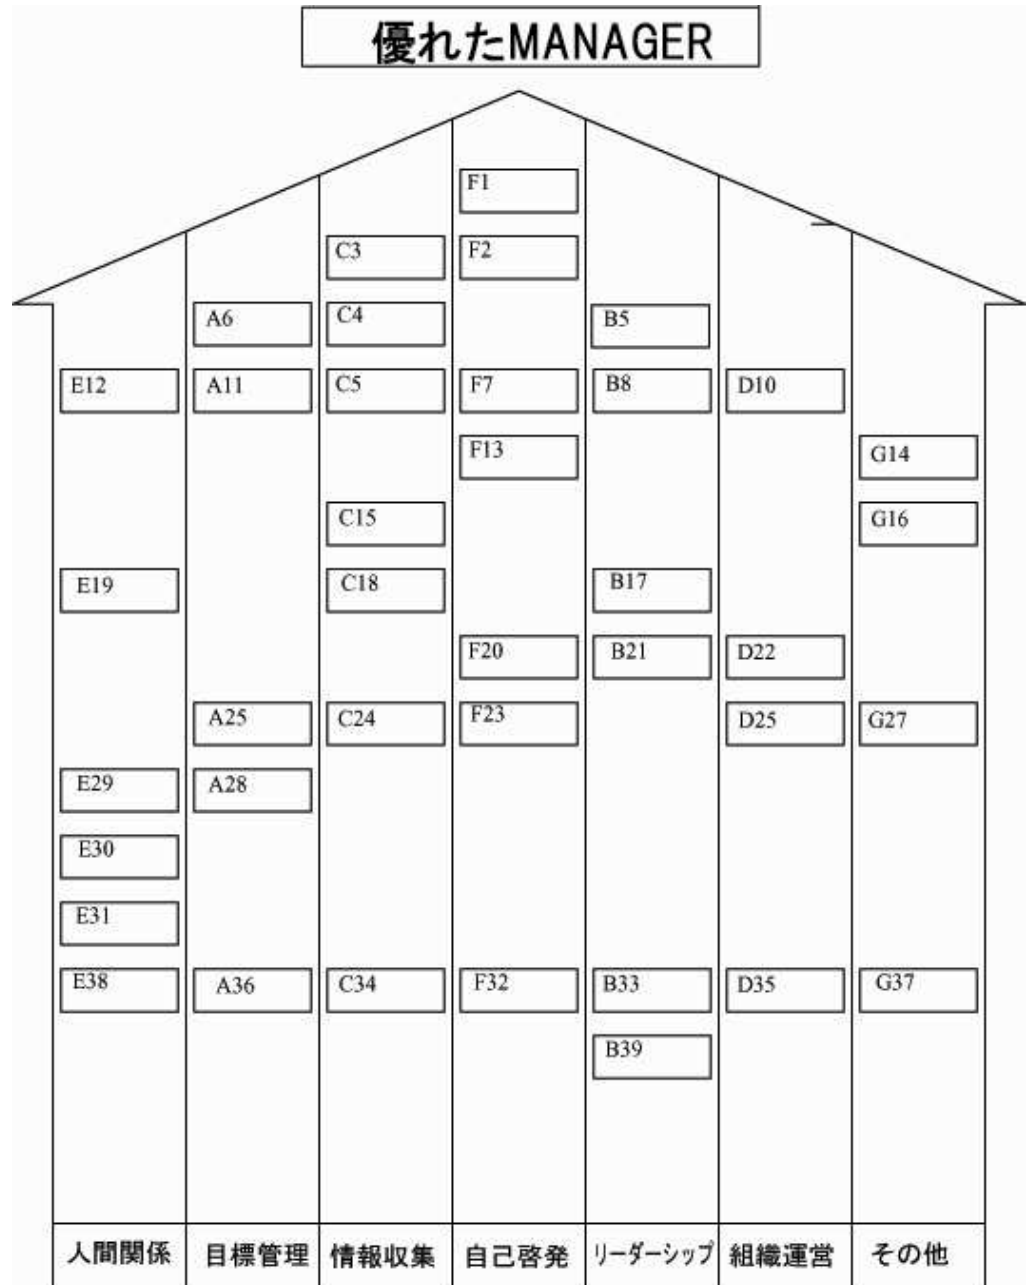 優れたMANAGER
F1
C3 F2
A6 C4 B5
E12 A11 C5 F7 B8 D10
F13 G14
C15 G16
E19 C18 B17
F20 B21 D22
A25 C24 F23 D25 G27
E29 A28
E30
E31
E38 A36 C34 F32 B33 D35 G37
B39
人間関係 目標管理 情報収集 自己啓発 リーダーシップ 組織運営 その他